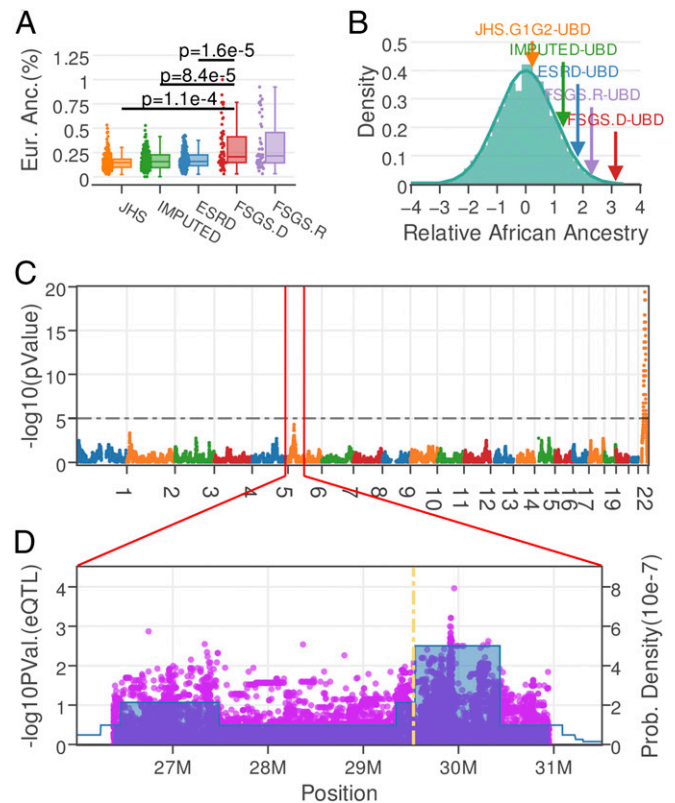 A
Eur. Anc.(%)
1.25
1
0.75
0.5
0.25
0
p=1.6e-5
p=8.4e-5
p=1.1e-4
JHS
IMPUTED
ESRD
FSGS.D
FSGS.R
B
Density
0.5
0.4
0.3
0.2
0.1
0
JHS.G1G2-UBD
IMPUTED-UBD
ESRD-UBD
FSGS.R-UBD
FSGS.D-UBD
−4 −3 −2 −1 0 1 2 3 4
Relative African Ancestry
C
-log10(pValue)
20
15
10
5
0
1 2 3 4 5 6 7 8 9 10 11 12 13 14 15 16 17 18 19 22
D
-log10PVal.(eQTL)
4
3
2
1
0
8
6
4
2
0
Prob. Density(10e-7)
27M 28M 29M 30M 31M
Position